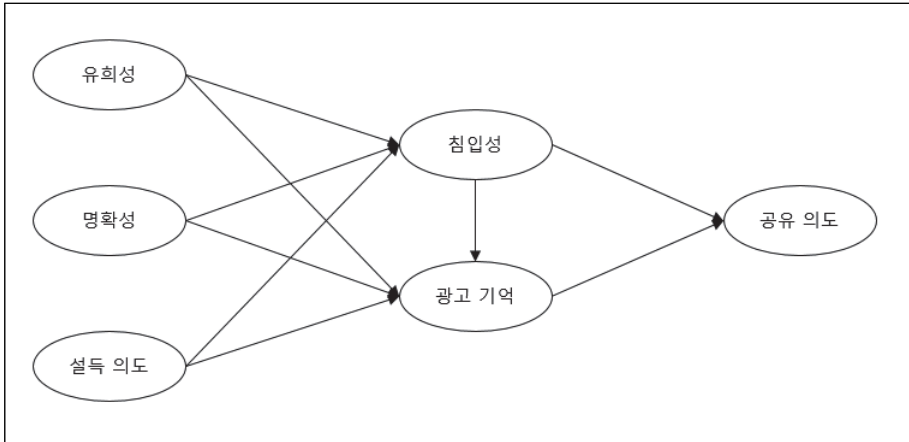 유희성
침입성
명확성
공유 의도
광고 기억
설득 의도